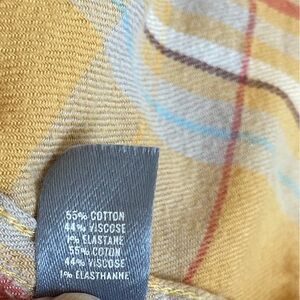 55% COTTON
44% VISCOSE
1% ELASTANE
55% COTON
44% VISCOSE
1% ELASTHANNE